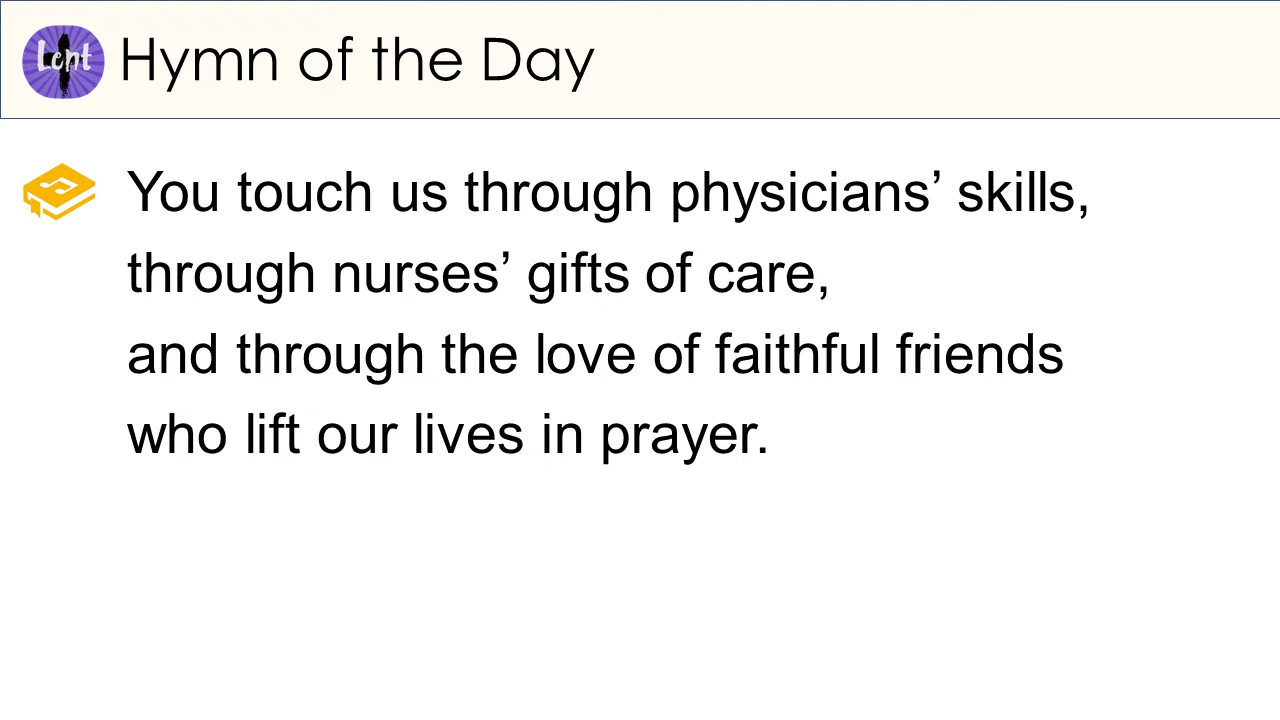 Lent
Hymn of the Day
You touch us through physicians’ skills,
through nurses’ gifts of care,
and through the love of faithful friends
who lift our lives in prayer.